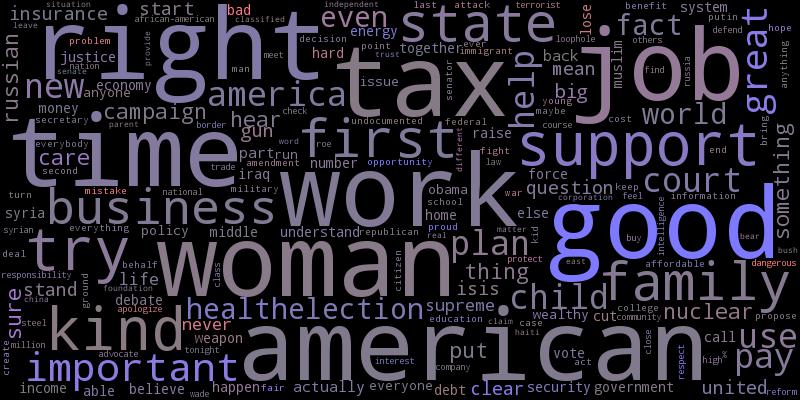 situation
leave
african-american
classified
independent
last
attack
terrorist
benefit
system
putin
defend
hope
insurance
start
bad
even
state
lose
loophole
others
fact
great
right
tax
job
problem
provide
decision
energy
together
ever
immigrant
muslim
find
russia
anything
russian
justice
nation
senate
man
meet
hard
point
trust
back
mean
help
new
economy
anyone
america
issue
senator
big
young
maybe
course
cost
world
money
campaign
hear
check
undocumented
federal
secretary
parent
border
gun
word
roe
first
different
raise
fight
law
support
end
bring
something
time
everybody
care
second
part
run
amendment
trade
number
opportunity
iraq
military
war
force
question
court
mistake
national
work
obama
school
home
proud
real
else
corporation
keep
feel
information
intelligence
good
turn
syria
syrian
business
everything
policy
middle
understand
republican
matter
kid
buy
bear
bush
deal
try
woman
class
citizen
plan
protect
east
affordable
dangerous
responsibility
china
ground
behalf
foundation
life
thing
isis
family
stand
debate
sure
steel
apologize
health
election
supreme
child
college
community
nuclear
propose
kind
never
weapon
american
education
claim
case
haiti
wealthy
cut
close
call
use
create
million
advocate
tonight
important
interest
put
company
vote
act
respect
high
ok
pay
income
able
believe
wade
happen
fair
actually
everyone
debt
clear
security
government
united
reform